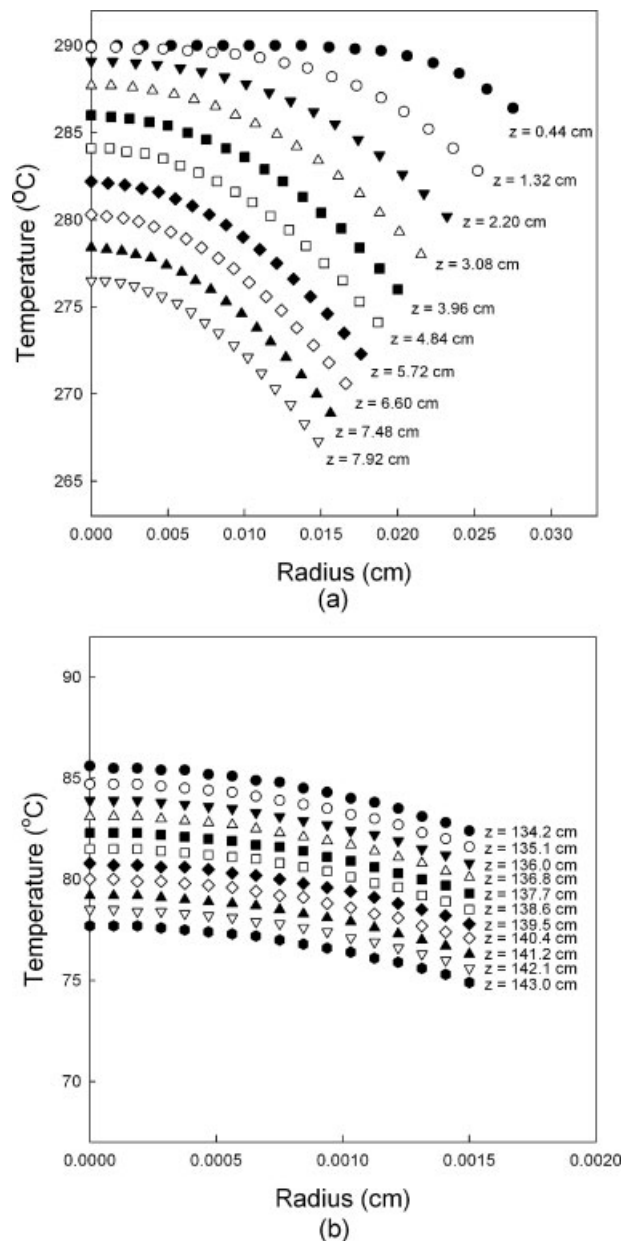 290
285
280
275
270
265
Temperature (°C)
z = 0.44 cm
z = 1.32 cm
z = 2.20 cm
z = 3.08 cm
z = 3.96 cm
z = 4.84 cm
z = 5.72 cm
z = 6.60 cm
z = 7.48 cm
z = 7.92 cm
0.000 0.005 0.010 0.015 0.020 0.025 0.030
Radius (cm)
(a)
90
85
80
75
70
Temperature (°C)
z = 134.2 cm
z = 135.1 cm
z = 136.0 cm
z = 136.8 cm
z = 137.7 cm
z = 138.6 cm
z = 139.5 cm
z = 140.4 cm
z = 141.2 cm
z = 142.1 cm
z = 143.0 cm
0.0000 0.0005 0.0010 0.0015 0.0020
Radius (cm)
(b)